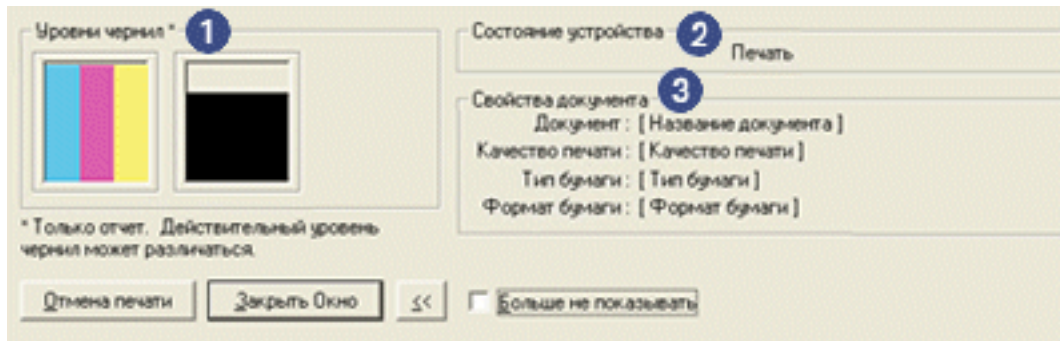 Уровни чернил * 1
Состояние устройства 2
Печать
Свойства документа 3
Документ : [ Название документа ]
Качество печати : [ Качество печати ]
Тип бумаги : [ Тип бумаги ]
Формат бумаги : [ Формат бумаги ]
* Только отчет. Действительный уровень
чернил может различаться.
Отмена печати
Закрыть Окно
<<
Больше не показывать